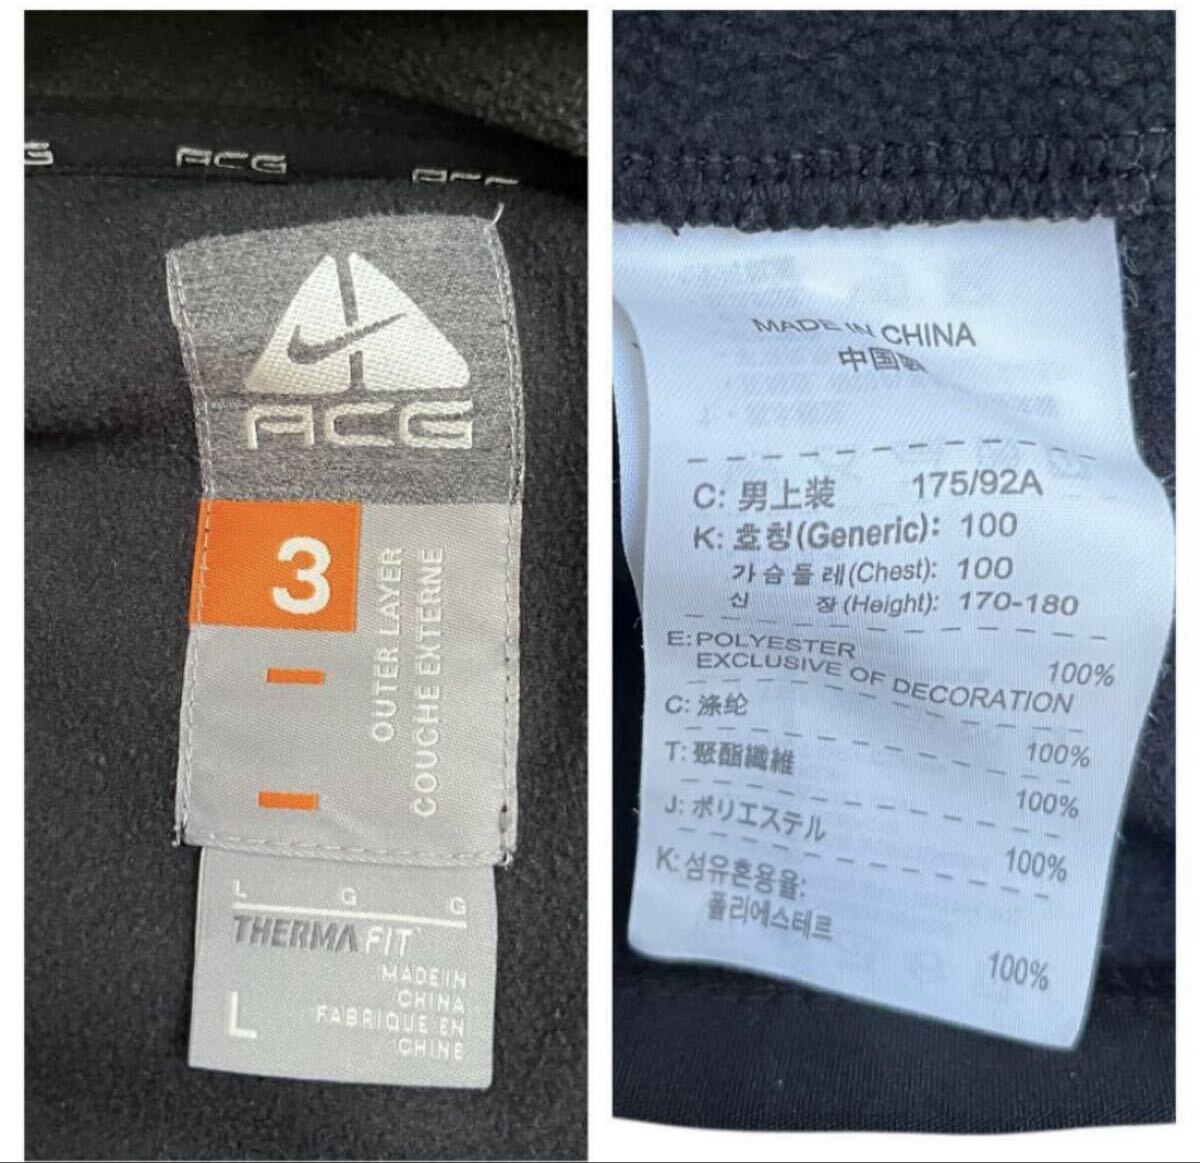 ACG
ACG
3
OUTER LAYER
COUCHE EXTERNE
L G G
THERMA FIT
MADE IN
CHINA
FABRIQUE EN
CHINE
L
MADE IN CHINA
中国製
C: 男上装 175/92A
K: 호칭(Generic): 100
가슴둘레(Chest): 100
신 장(Height): 170-180
E: POLYESTER 100%
EXCLUSIVE OF DECORATION
C: 涤纶 100%
T: 聚酯纖維 100%
J: ポリエステル 100%
K: 섬유혼용율:
폴리에스테르 100%